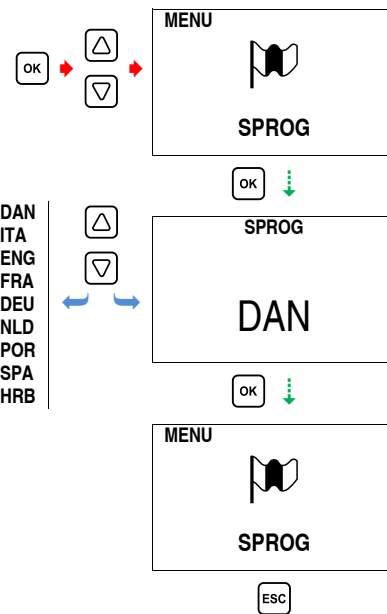 MENU
OK
SPROG
OK
DAN
ITA
ENG
FRA
DEU
NLD
POR
SPA
HRB
SPROG
DAN
OK
MENU
SPROG
ESC